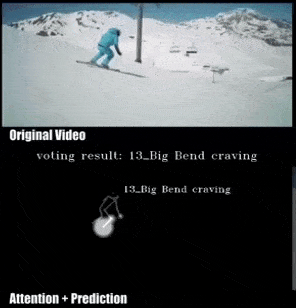 Original Video
voting result: 13_Big Bend craving
13_Big Bend craving
Attention + Prediction